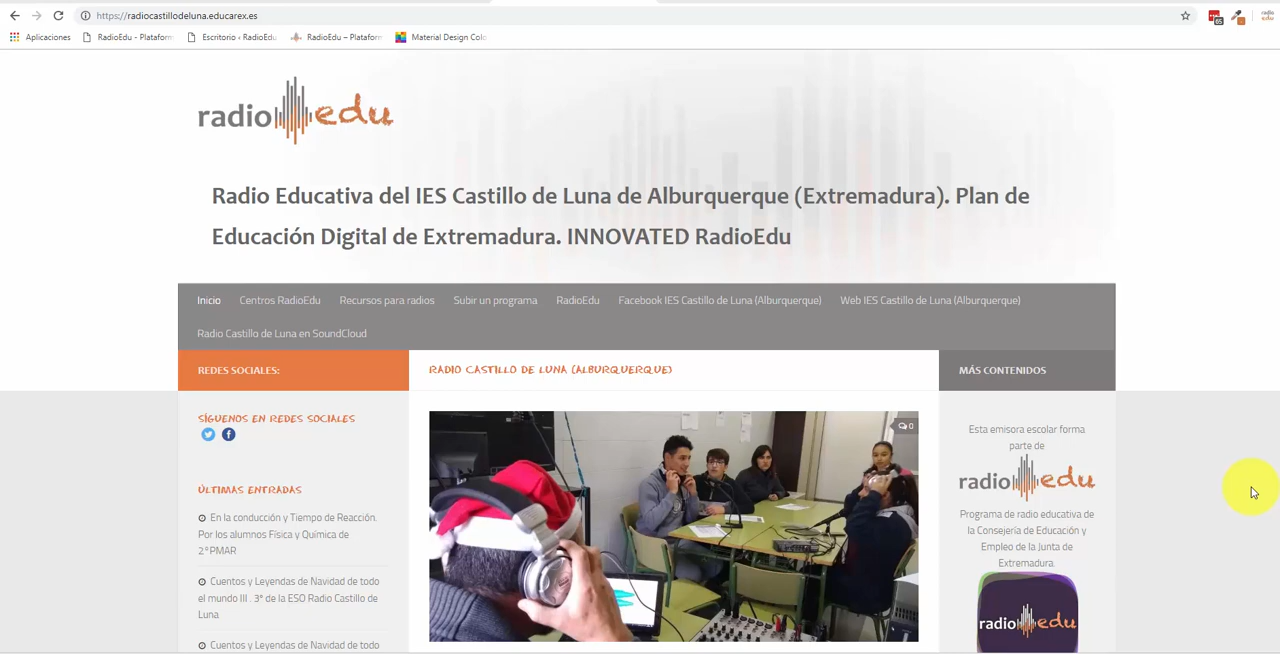 https://radiocastillodeluna.educarex.es
Aplicaciones
RadioEdu - Plataform
Escritorio ‹ RadioEdu
RadioEdu – Plataform
Material Design Colo
radio edu
Radio Educativa del IES Castillo de Luna de Alburquerque (Extremadura). Plan de
Educación Digital de Extremadura. INNOVATED RadioEdu
Inicio
Centros RadioEdu
Recursos para radios
Subir un programa
RadioEdu
Facebook IES Castillo de Luna (Alburquerque)
Web IES Castillo de Luna (Alburquerque)
Radio Castillo de Luna en SoundCloud
REDES SOCIALES:
SÍGUENOS EN REDES SOCIALES
ÚLTIMAS ENTRADAS
En la conducción y Tiempo de Reacción.
Por los alumnos Física y Química de
2ºPMAR
Cuentos y Leyendas de Navidad de todo
el mundo III . 3º de la ESO Radio Castillo de
Luna
Cuentos y Leyendas de Navidad de todo
RADIO CASTILLO DE LUNA (ALBURQUERQUE)
0
MÁS CONTENIDOS
Esta emisora escolar forma
parte de
radio edu
Programa de radio educativa de
la Consejería de Educación y
Empleo de la Junta de
Extremadura.
radio edu